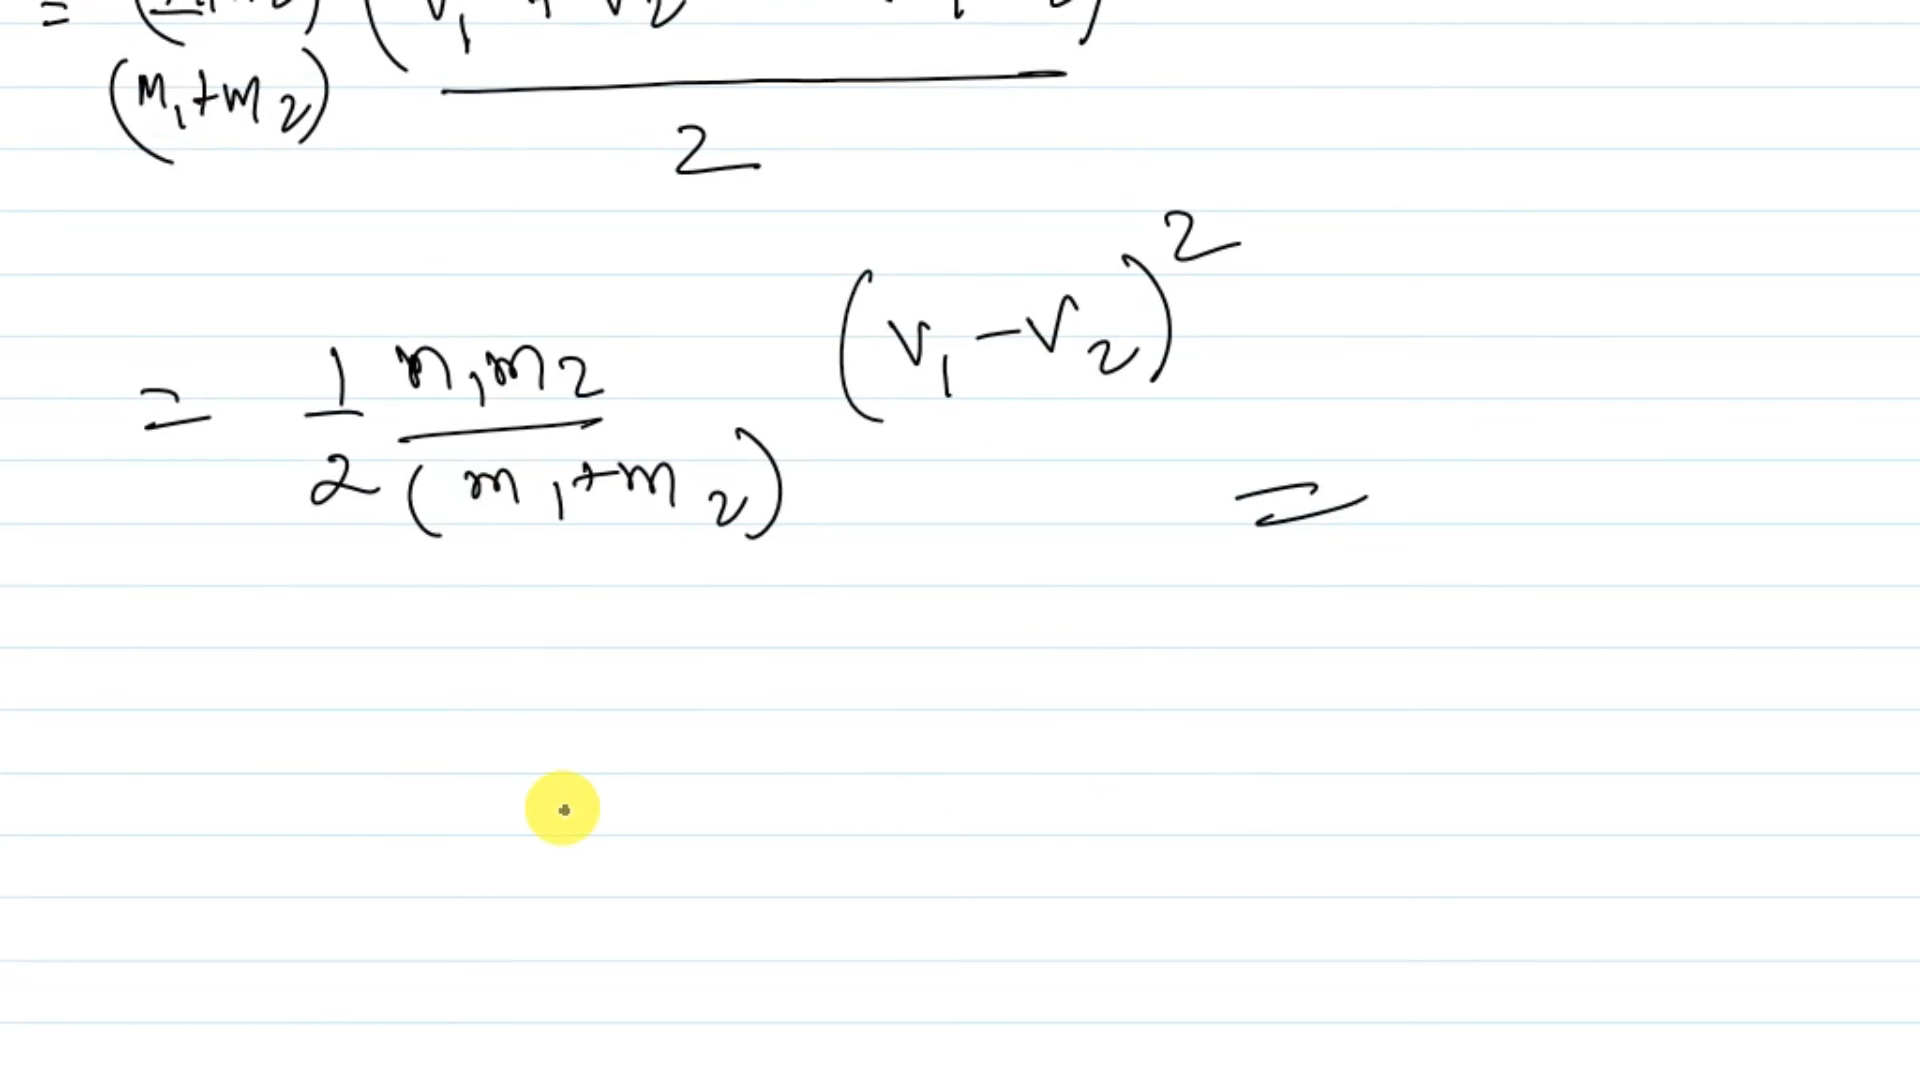 (m₁+m₂) 2
= 1/2 m₁m₂/(m₁+m₂) (v₁-v₂)²
=